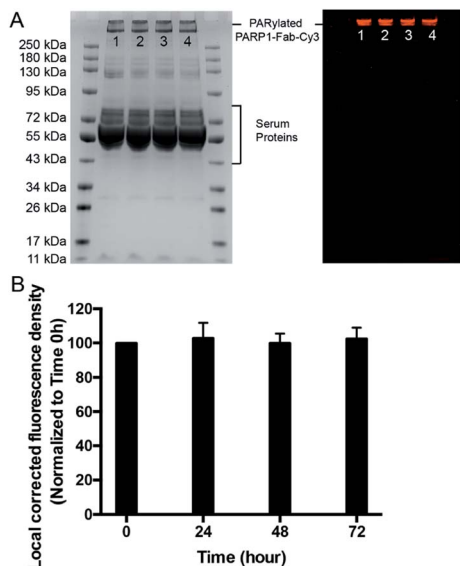 A
250 kDa
180 kDa
130 kDa
95 kDa
72 kDa
55 kDa
43 kDa
34 kDa
26 kDa
17 kDa
11 kDa
1 2 3 4
PARylated
PARP1-Fab-Cy3
Serum
Proteins
1 2 3 4
B
Local corrected fluorescence density
(Normalized to Time 0h)
120
100
80
60
40
20
0
0 24 48 72
Time (hour)